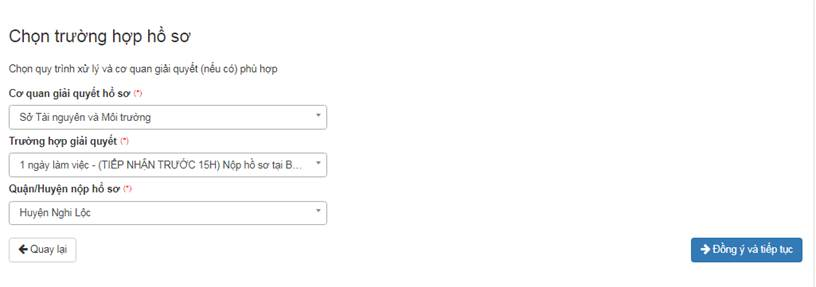 Chọn trường hợp hồ sơ
Chọn quy trình xử lý và cơ quan giải quyết (nếu có) phù hợp
Cơ quan giải quyết hồ sơ (*)
Sở Tài nguyên và Môi trường
Trường hợp giải quyết (*)
1 ngày làm việc - (TIẾP NHẬN TRƯỚC 15H) Nộp hồ sơ tại B...
Quận/Huyện nộp hồ sơ (*)
Huyện Nghi Lộc
Quay lại
Đồng ý và tiếp tục